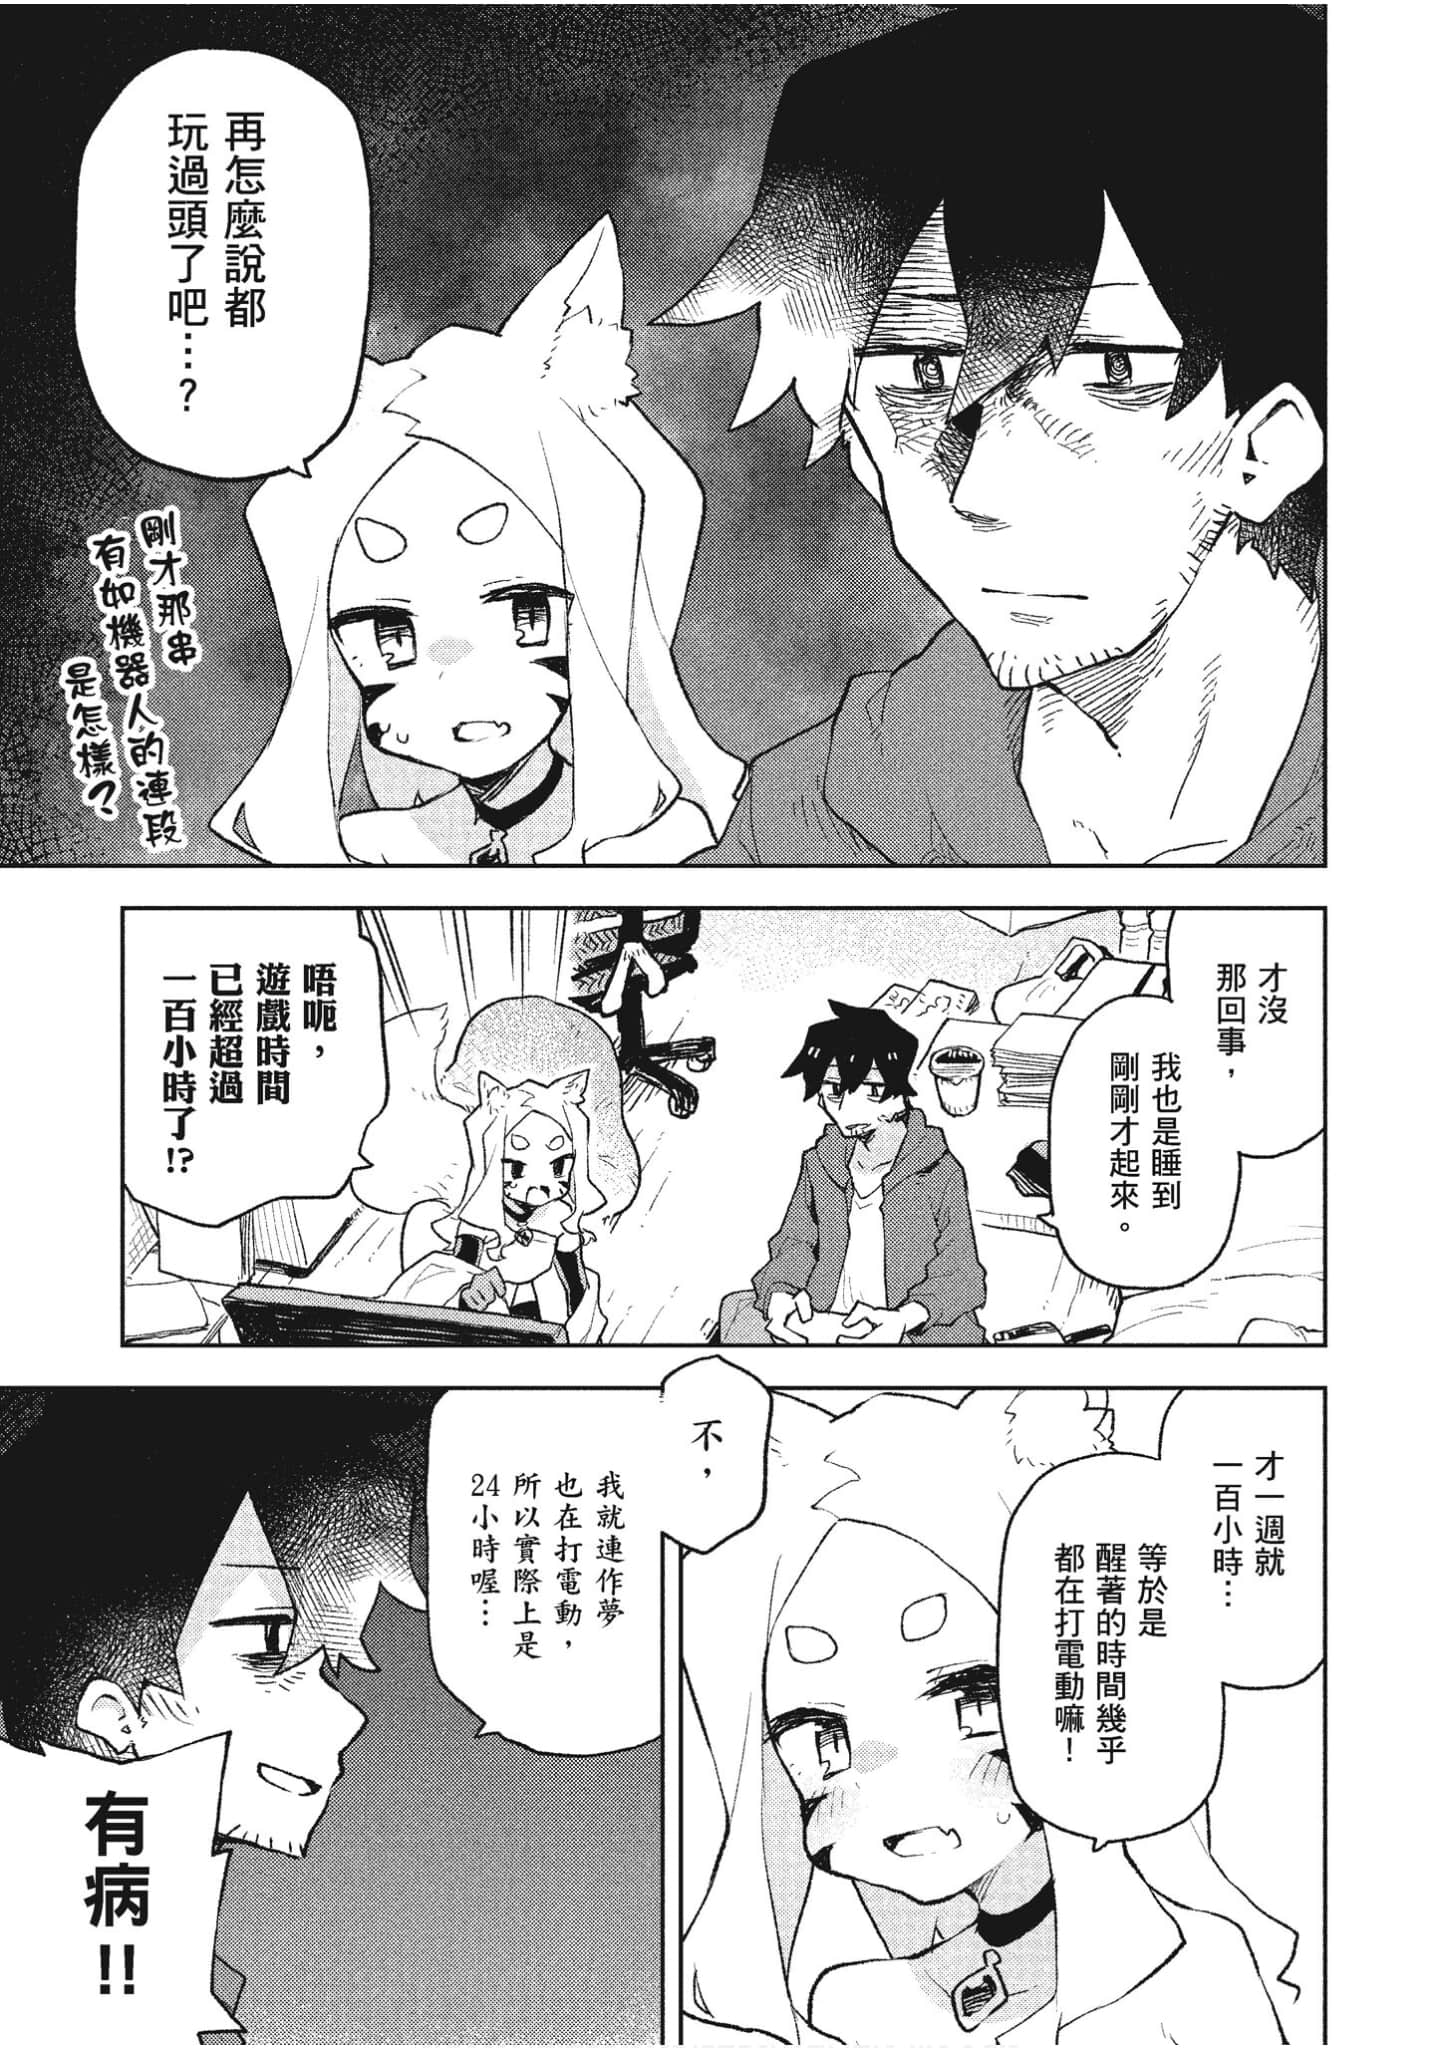 再怎麼說都
玩過頭了吧…?
剛才那串
有如機器人的連段
是怎樣?
才沒
那回事,
我也是睡到
剛剛才起來。
唔呃,
遊戲時間
已經超過
一百小時了!?
才一週就
一百小時…
等於是
醒著的時間幾乎
都在打電動嘛!
不,
我就連作夢
也在打電動,
所以實際上是
24小時喔…
有病!!